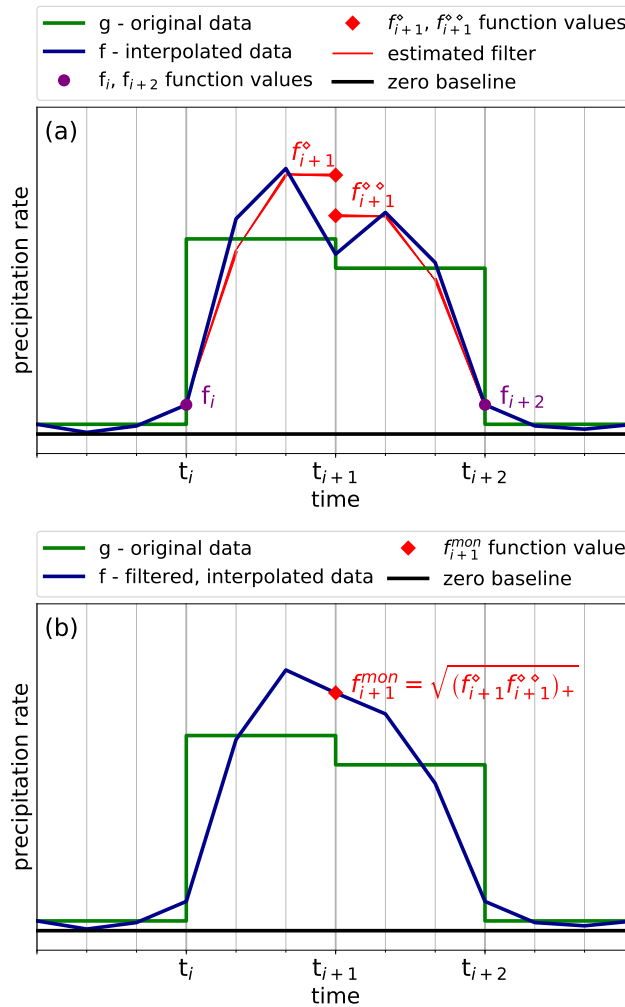 g - original data
f - interpolated data
f_i, f_{i+2} function values
f^⋄_{i+1}, f^{⋄⋄}_{i+1} function values
estimated filter
zero baseline
(a)
f^⋄_{i+1}
f^{⋄⋄}_{i+1}
precipitation rate
f_i
f_{i+2}
t_i
t_{i+1}
t_{i+2}
time
g - original data
f - filtered, interpolated data
f^{mon}_{i+1} function value
zero baseline
(b)
f^{mon}_{i+1} = √(f^⋄_{i+1} f^{⋄⋄}_{i+1})_+
precipitation rate
t_i
t_{i+1}
t_{i+2}
time